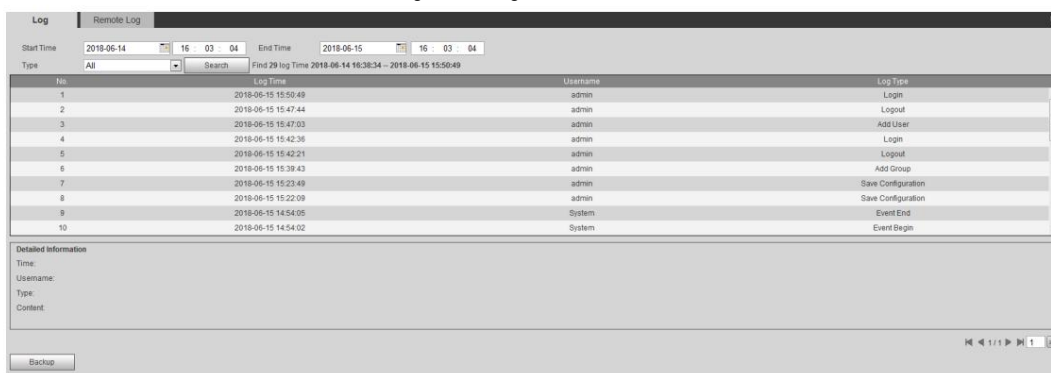 Log Remote Log
Start Time 2018-06-14 16 : 03 : 04 End Time 2018-06-15 16 : 03 : 04
Type All Search Find 29 log Time 2018-06-14 16:38:34 -- 2018-06-15 15:50:49
No. Log Time Username Log Type
1 2018-06-15 15:50:49 admin Login
2 2018-06-15 15:47:44 admin Logout
3 2018-06-15 15:47:03 admin Add User
4 2018-06-15 15:42:36 admin Login
5 2018-06-15 15:42:21 admin Logout
6 2018-06-15 15:39:43 admin Add Group
7 2018-06-15 15:23:49 admin Save Configuration
8 2018-06-15 15:22:09 admin Save Configuration
9 2018-06-15 14:54:05 System Event End
10 2018-06-15 14:54:02 System Event Begin
Detailed Information
Time:
Username:
Type:
Content:
1 / 1 1
Backup